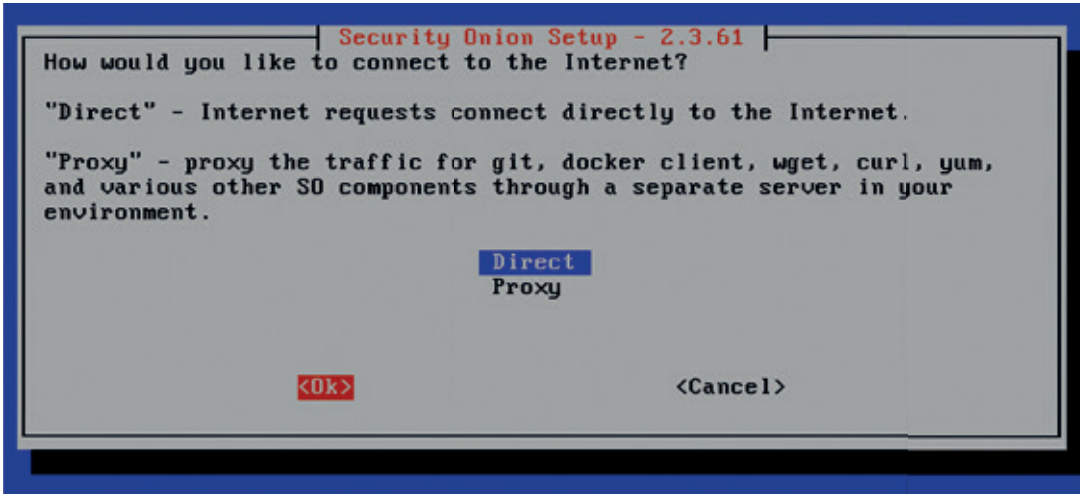 Security Onion Setup - 2.3.61
How would you like to connect to the Internet?
"Direct" - Internet requests connect directly to the Internet.
"Proxy" - proxy the traffic for git, docker client, wget, curl, yum,
and various other SO components through a separate server in your
environment.
Direct
Proxy
<Ok> <Cancel>